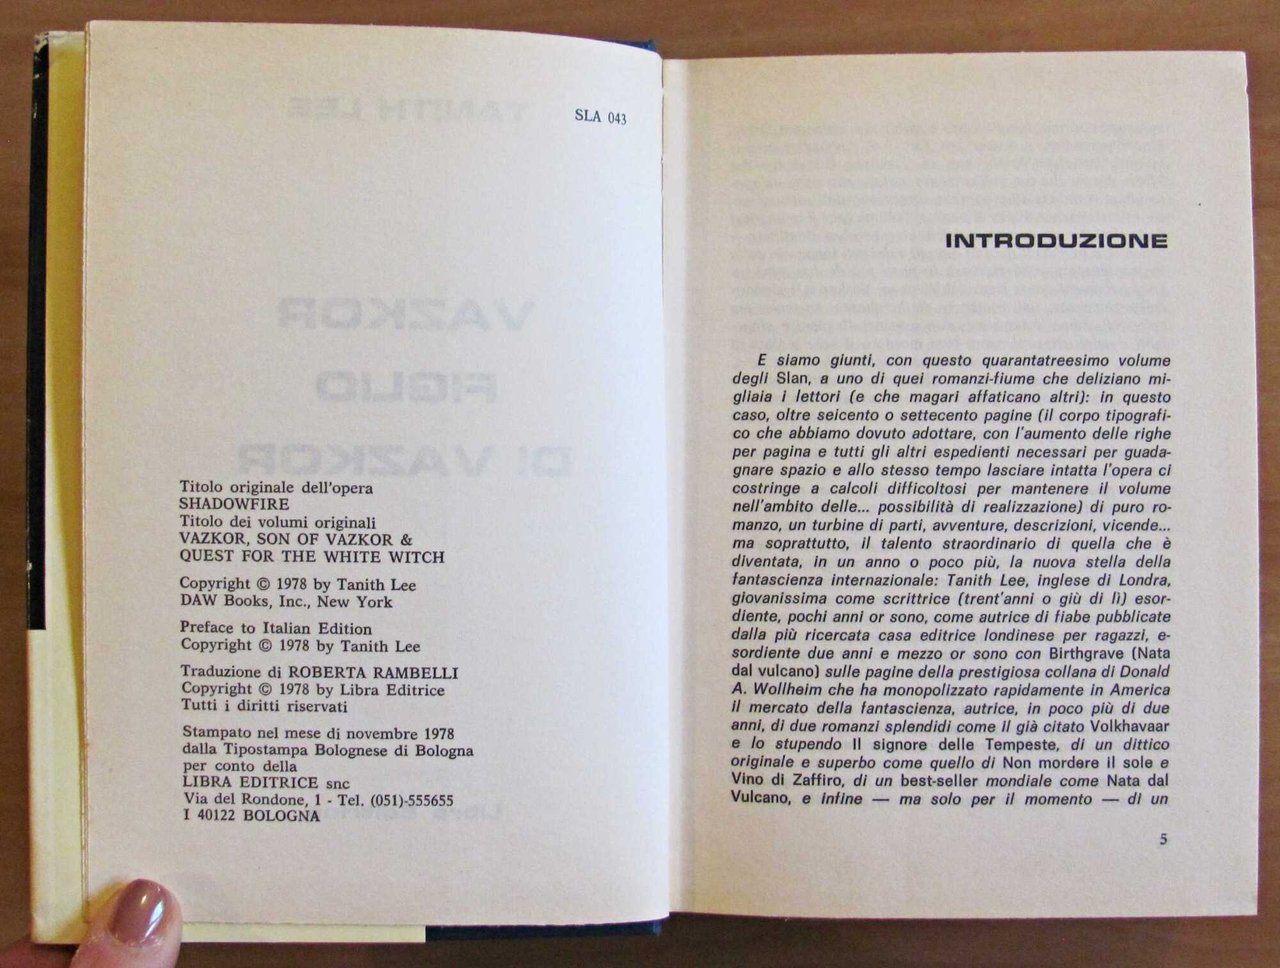 SLA 043
Titolo originale dell'opera
SHADOWFIRE
Titolo dei volumi originali
VAZKOR, SON OF VAZKOR &
QUEST FOR THE WHITE WITCH
Copyright © 1978 by Tanith Lee
DAW Books, Inc., New York
Preface to Italian Edition
Copyright © 1978 by Tanith Lee
Traduzione di ROBERTA RAMBELLI
Copyright © 1978 by Libra Editrice
Tutti i diritti riservati
Stampato nel mese di novembre 1978
dalla Tipostampa Bolognese di Bologna
per conto della
LIBRA EDITRICE snc
Via del Rondone, 1 - Tel. (051)-555655
I 40122 BOLOGNA
INTRODUZIONE
E siamo giunti, con questo quarantatreesimo volume
degli Slan, a uno di quei romanzi-fiume che deliziano mi-
gliaia i lettori (e che magari affaticano altri): in questo
caso, oltre seicento o settecento pagine (il corpo tipografi-
co che abbiamo dovuto adottare, con l'aumento delle righe
per pagina e tutti gli altri espedienti necessari per guada-
gnare spazio e allo stesso tempo lasciare intatta l'opera ci
costringe a calcoli difficoltosi per mantenere il volume
nell'ambito delle... possibilità di realizzazione) di puro ro-
manzo, un turbine di parti, avventure, descrizioni, vicende...
ma soprattutto, il talento straordinario di quella che è
diventata, in un anno o poco più, la nuova stella della
fantascienza internazionale: Tanith Lee, inglese di Londra,
giovanissima come scrittrice (trent'anni o giù di lì) esor-
diente, pochi anni or sono, come autrice di fiabe pubblicate
dalla più ricercata casa editrice londinese per ragazzi, e-
sordiente due anni e mezzo or sono con Birthgrave (Nata
dal vulcano) sulle pagine della prestigiosa collana di Donald
A. Wollheim che ha monopolizzato rapidamente in America
il mercato della fantascienza, autrice, in poco più di due
anni, di due romanzi splendidi come il già citato Volkhavaar
e lo stupendo Il signore delle Tempeste, di un dittico
originale e superbo come quello di Non mordere il sole e
Vino di Zaffiro, di un best-seller mondiale come Nata dal
Vulcano, e infine — ma solo per il momento — di un
5